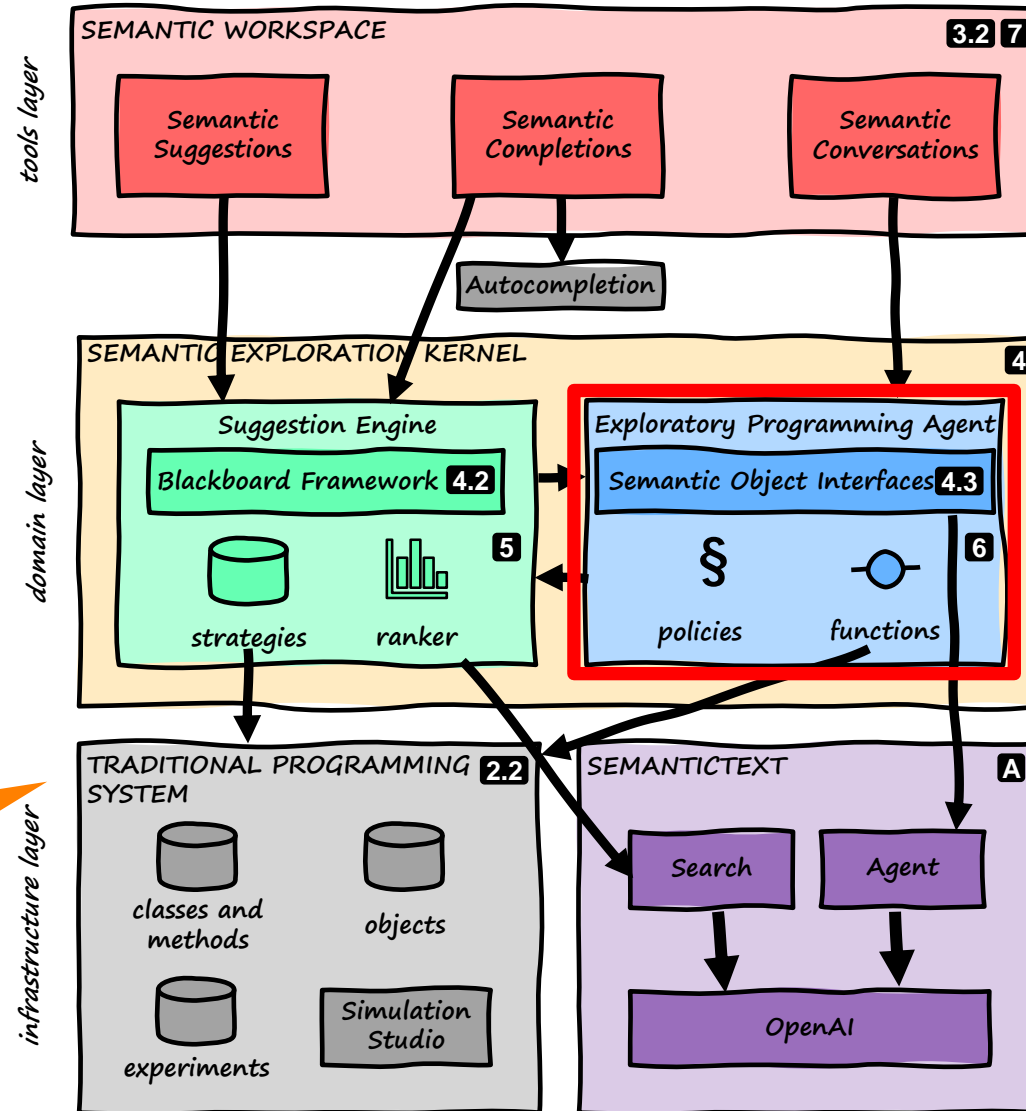 tools layer
SEMANTIC WORKSPACE
3.2 7
Semantic
Suggestions
Semantic
Completions
Semantic
Conversations
Autocompletion
domain layer
SEMANTIC EXPLORATION KERNEL
4
Suggestion Engine
Blackboard Framework 4.2
5
strategies
ranker
Exploratory Programming Agent
Semantic Object Interfaces 4.3
§
6
policies
functions
infrastructure layer
TRADITIONAL PROGRAMMING 2.2
SYSTEM
classes and
methods
objects
experiments
Simulation
Studio
SEMANTICTEXT
A
Search
Agent
OpenAI